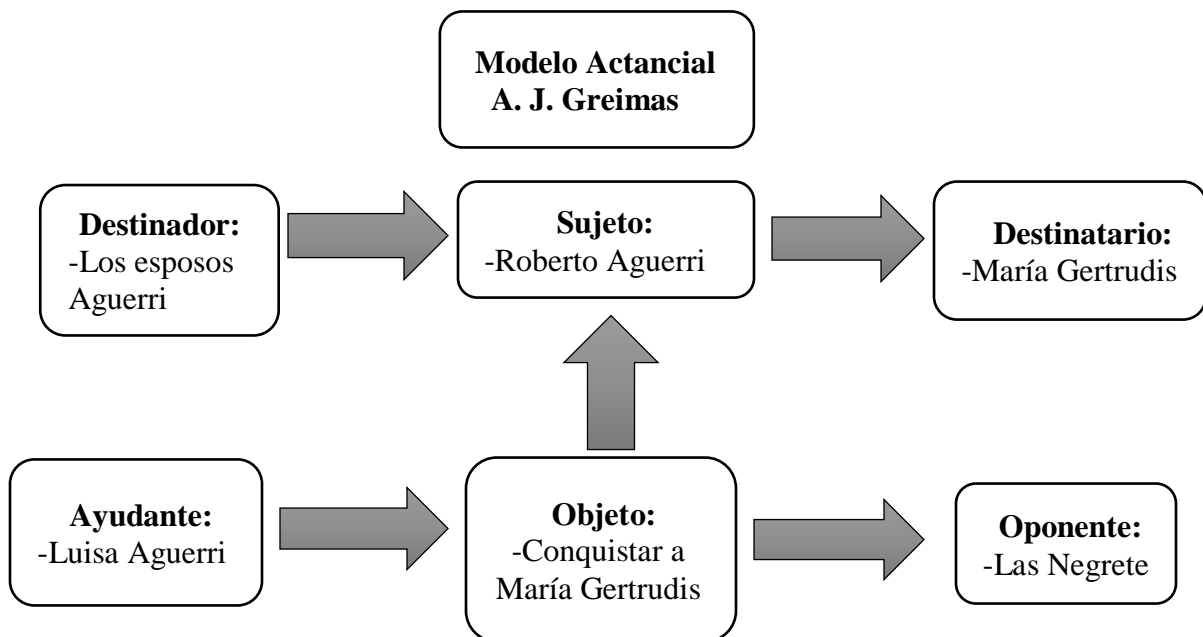 Modelo Actancial
A. J. Greimas
Destinador:
-Los esposos
Aguerri
Sujeto:
-Roberto Aguerri
Destinatario:
-María Gertrudis
Ayudante:
-Luisa Aguerri
Objeto:
-Conquistar a
María Gertrudis
Oponente:
-Las Negrete